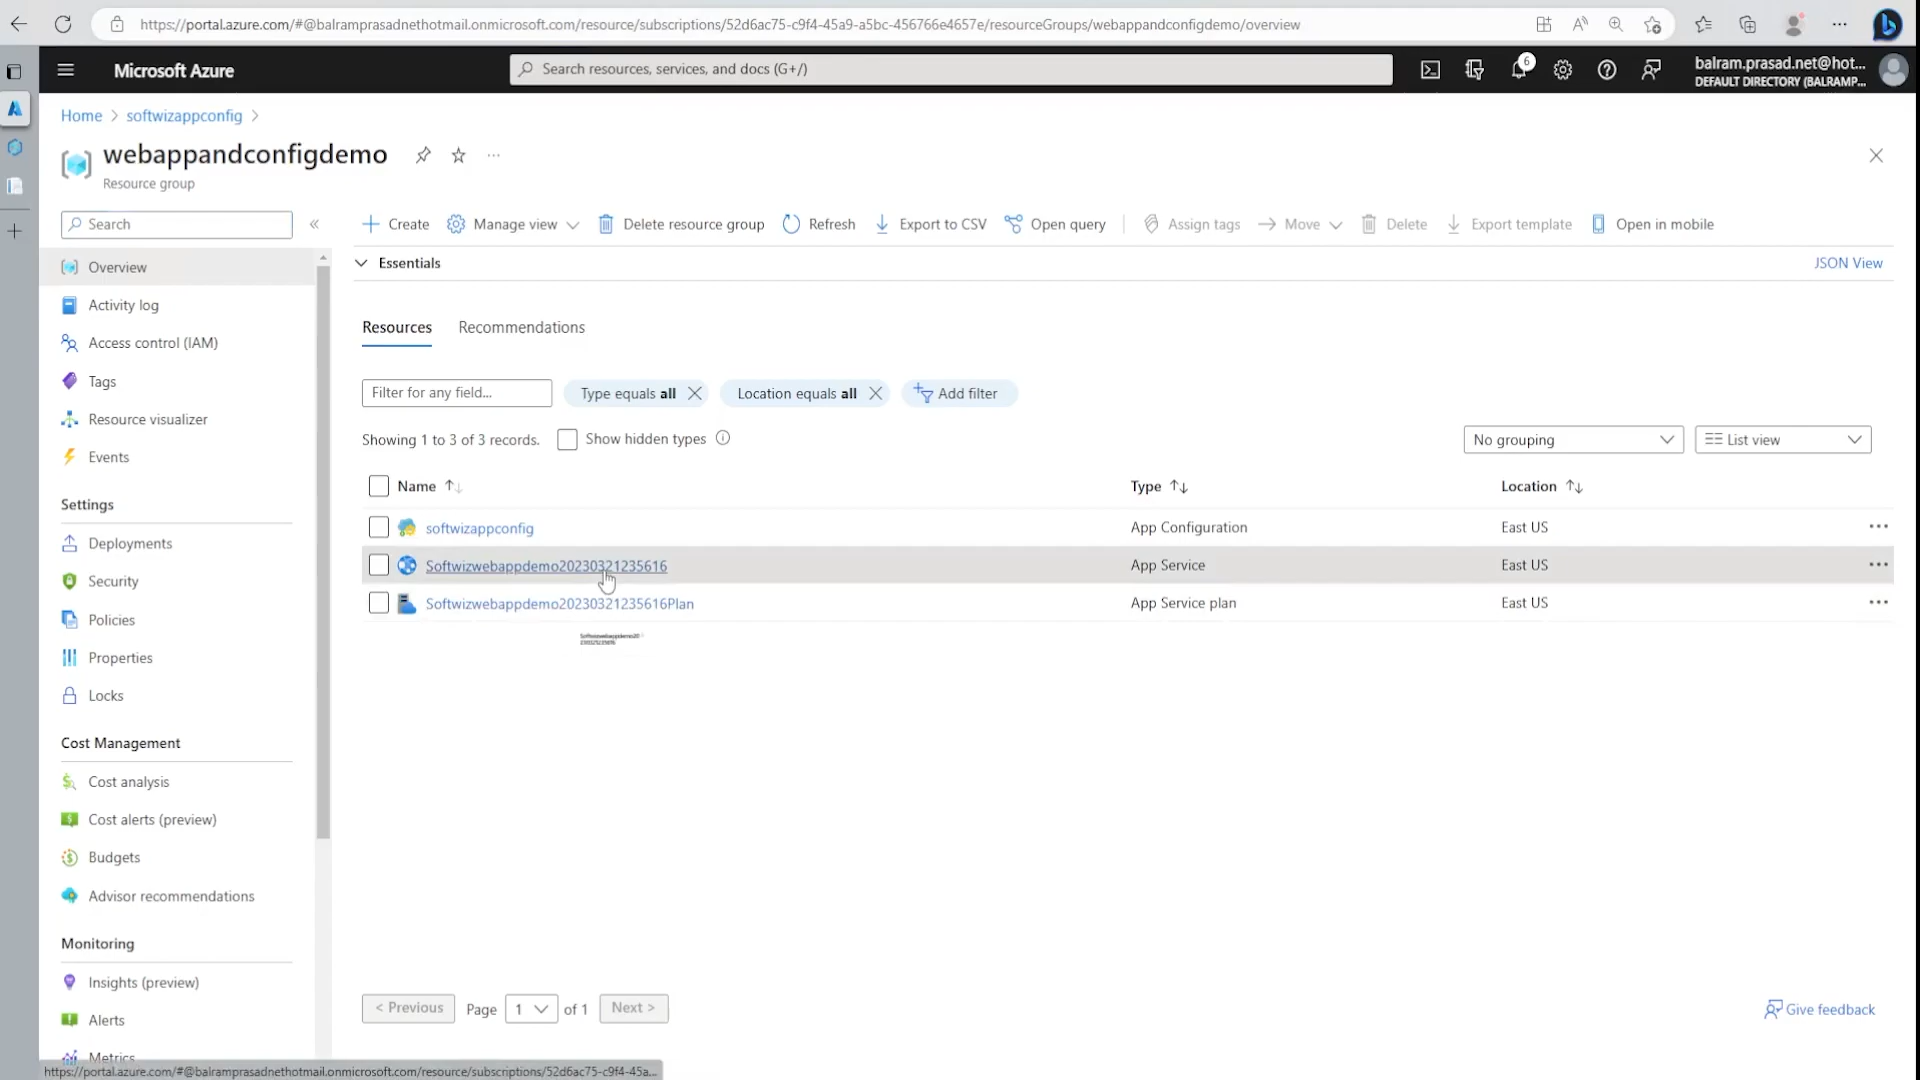 https://portal.azure.com/#@balramprasadnethotmail.onmicrosoft.com/resource/subscriptions/52d6ac75-c9f4-45a9-a5bc-456766e4657e/resourceGroups/webappandconfigdemo/overview
Microsoft Azure
Search resources, services, and docs (G+/)
6
balram.prasad.net@hot...
DEFAULT DIRECTORY (BALRAMP...
Home > softwizappconfig >
webappandconfigdemo
Resource group
Search
Create
Manage view
Delete resource group
Refresh
Export to CSV
Open query
Assign tags
Move
Delete
Export template
Open in mobile
Overview
Activity log
Access control (IAM)
Tags
Resource visualizer
Events
Settings
Deployments
Security
Policies
Properties
Locks
Cost Management
Cost analysis
Cost alerts (preview)
Budgets
Advisor recommendations
Monitoring
Insights (preview)
Alerts
Metrics
Essentials
JSON View
Resources
Recommendations
Filter for any field...
Type equals all
Location equals all
Add filter
Showing 1 to 3 of 3 records.
Show hidden types
No grouping
List view
Name
Type
Location
softwizappconfig
App Configuration
East US
Softwizwebappdemo20230321235616
App Service
East US
Softwizwebappdemo20230321235616Plan
App Service plan
East US
< Previous
Page
1
of 1
Next >
Give feedback
https://portal.azure.com/#@balramprasadnethotmail.onmicrosoft.com/resource/subscriptions/52d6ac75-c9f4-45a...